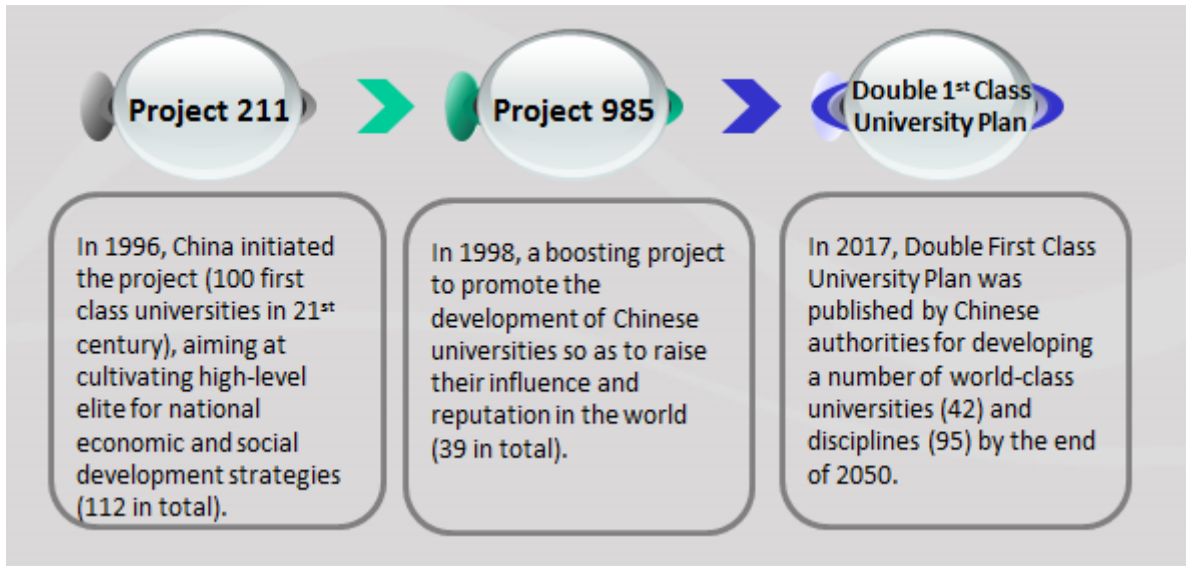 Project 211
Project 985
Double 1st Class
University Plan
In 1996, China initiated
the project (100 first
class universities in 21st
century), aiming at
cultivating high-level
elite for national
economic and social
development strategies
(112 in total).
In 1998, a boosting project
to promote the
development of Chinese
universities so as to raise
their influence and
reputation in the world
(39 in total).
In 2017, Double First Class
University Plan was
published by Chinese
authorities for developing
a number of world-class
universities (42) and
disciplines (95) by the end
of 2050.